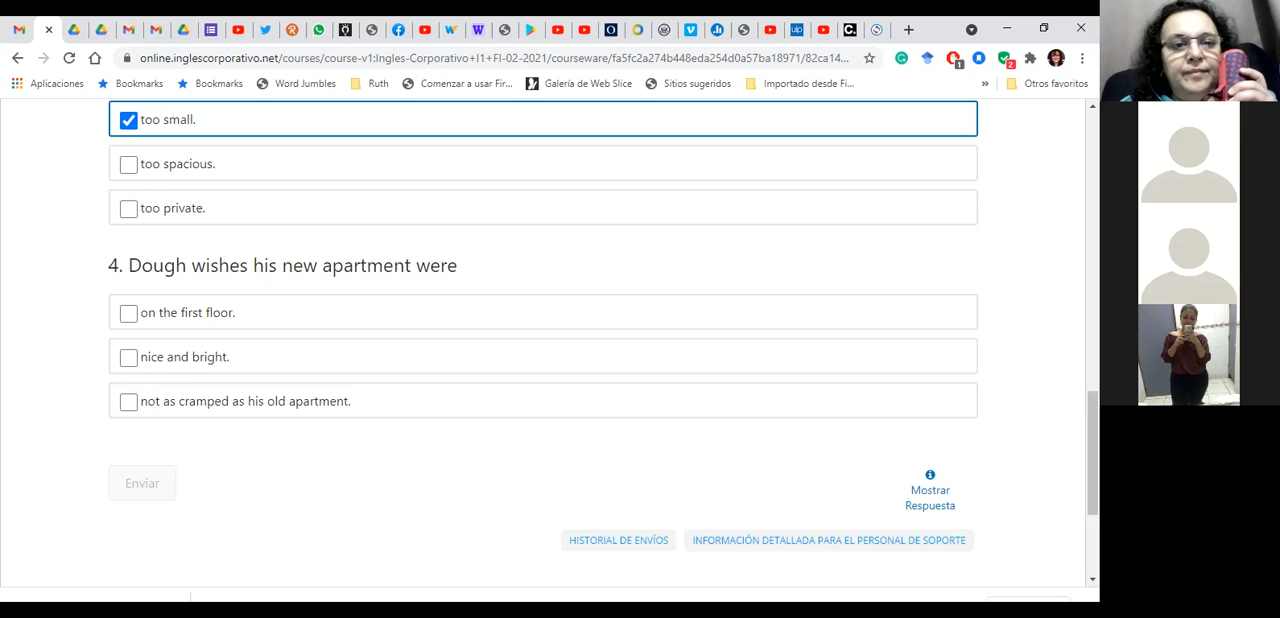 online.inglescorporativo.net/courses/course-v1:Ingles-Corporativo+I1+HV-02-2021/courseware/fa5fc2a274b448eda254d0a57ba18971/82ca14...
1
2
Aplicaciones
Bookmarks
Bookmarks
Word Jumbles
Ruth
Comenzar a usar Fir...
Galería de Web Slice
Sitios sugeridos
Importado desde Fi...
»
Otros favoritos
too small.
too spacious.
too private.
4. Dough wishes his new apartment were
on the first floor.
nice and bright.
not as cramped as his old apartment.
Enviar
Mostrar
Respuesta
HISTORIAL DE ENVÍOS
INFORMACIÓN DETALLADA PARA EL PERSONAL DE SOPORTE